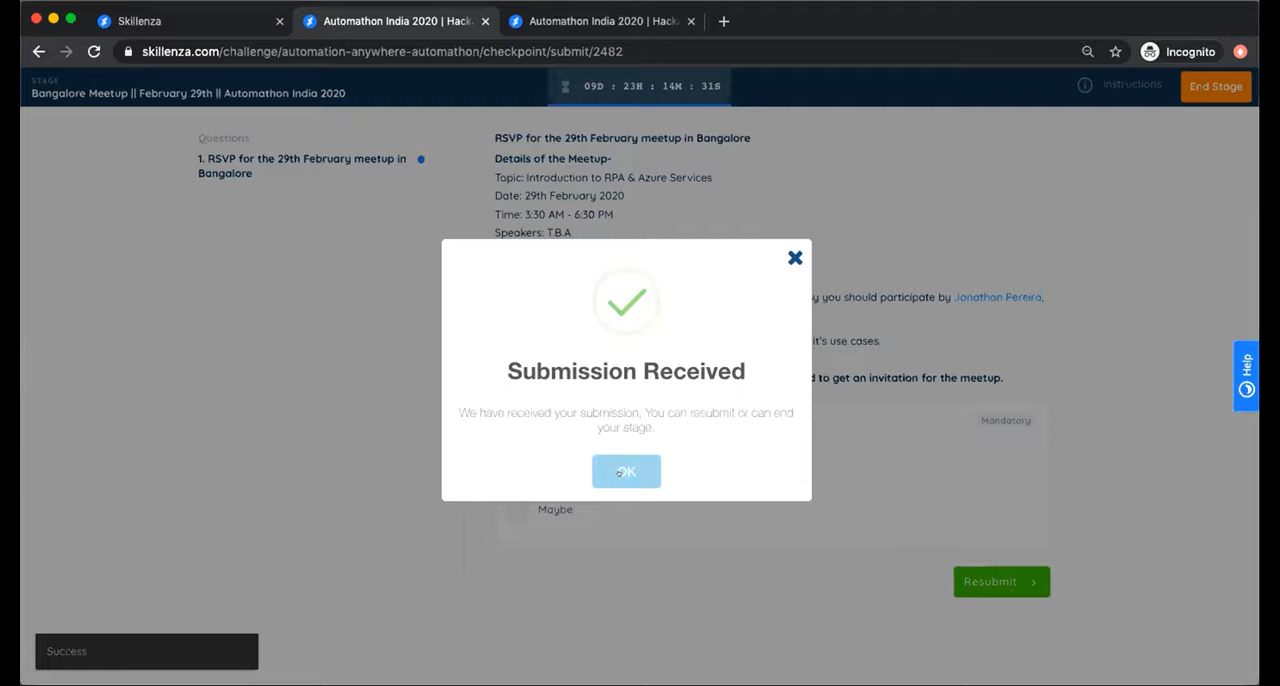 Skillenza
Automathon India 2020 | Hack
Automathon India 2020 | Hack
skillenza.com/challenge/automation-anywhere-automathon/checkpoint/submit/2482
Incognito
STAGE
Bangalore Meetup || February 29th || Automathon India 2020
09D : 23H : 14M : 31S
Instructions
End Stage
Questions
1. RSVP for the 29th February meetup in
Bangalore
RSVP for the 29th February meetup in Bangalore
Details of the Meetup-
Topic: Introduction to RPA & Azure Services
Date: 29th February 2020
Time: 3:30 AM - 6:30 PM
Speakers: T.B.A
you should participate by Jonathan Pereira,
it's use cases.
to get an invitation for the meetup.
Mandatory
Submission Received
We have received your submission, You can resubmit or can end
your stage.
OK
Maybe
Resubmit >
Help
Success